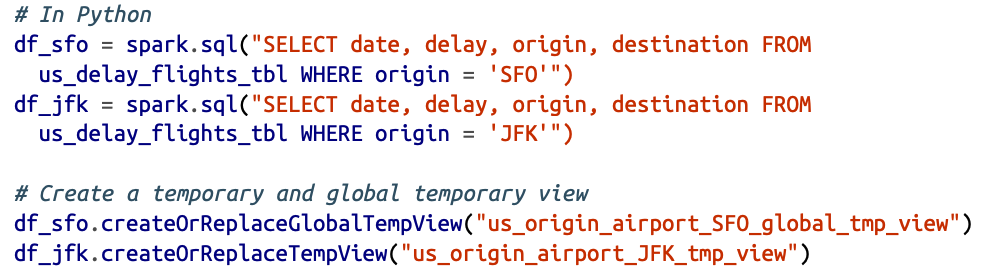 # In Python
df_sfo = spark.sql("SELECT date, delay, origin, destination FROM
  us_delay_flights_tbl WHERE origin = 'SFO'")
df_jfk = spark.sql("SELECT date, delay, origin, destination FROM
  us_delay_flights_tbl WHERE origin = 'JFK'")

# Create a temporary and global temporary view
df_sfo.createOrReplaceGlobalTempView("us_origin_airport_SFO_global_tmp_view")
df_jfk.createOrReplaceTempView("us_origin_airport_JFK_tmp_view")